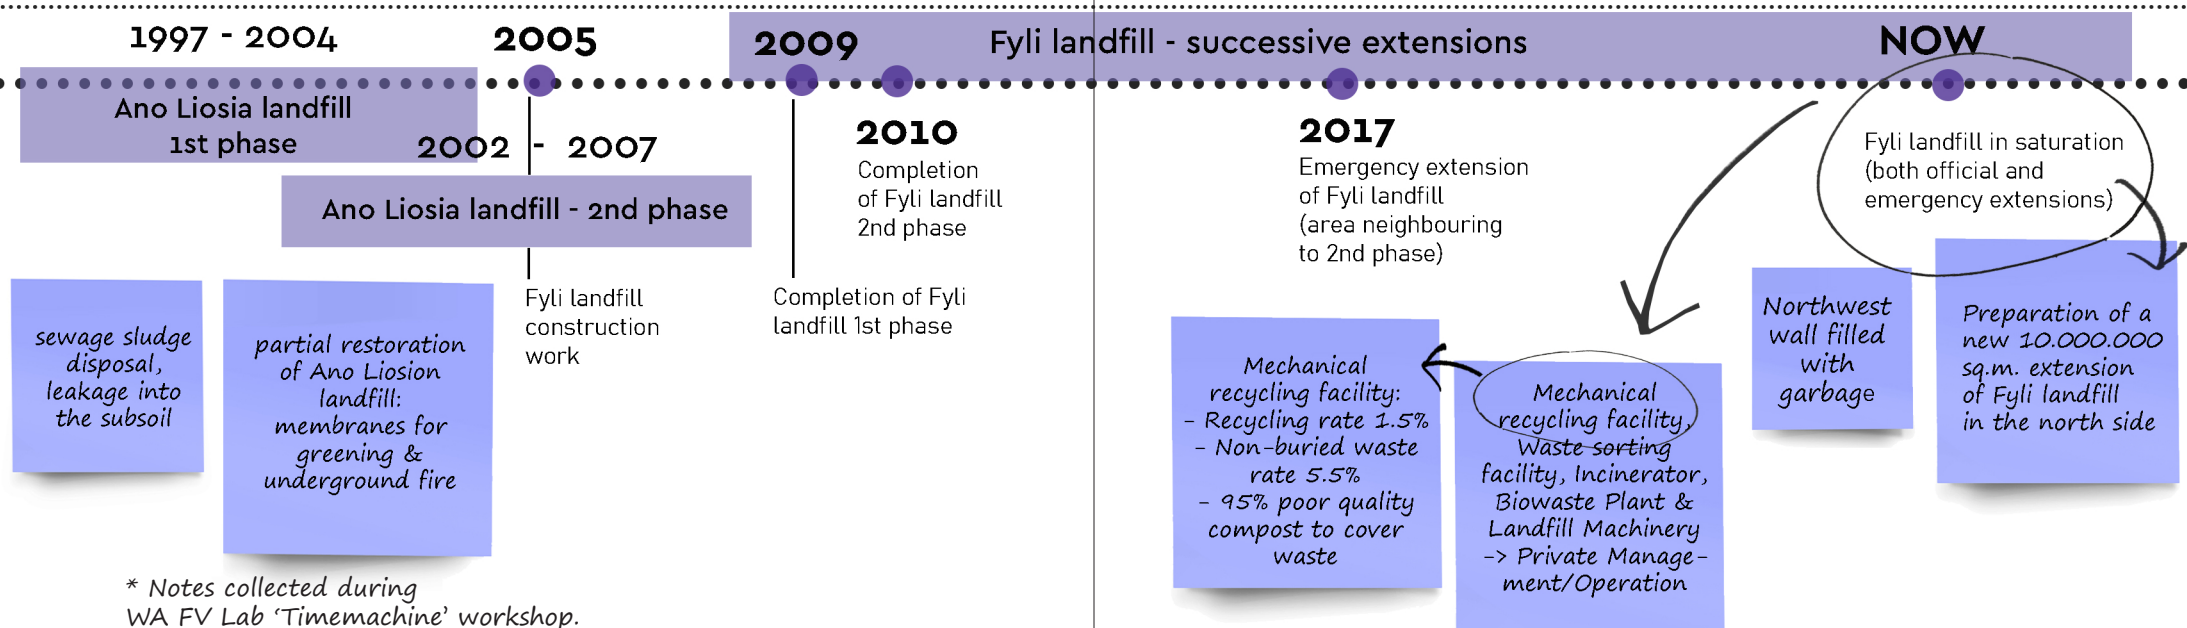 1997 - 2004
Ano Liosia landfill
1st phase
2002 - 2007
Ano Liosia landfill - 2nd phase
2005
Fyli landfill
construction
work
2009
Fyli landfill - successive extensions
Completion of Fyli
landfill 1st phase
2010
Completion
of Fyli landfill
2nd phase
2017
Emergency extension
of Fyli landfill
(area neighbouring
to 2nd phase)
NOW
Fyli landfill in saturation
(both official and
emergency extensions)
sewage sludge
disposal,
leakage into
the subsoil
partial restoration
of Ano Liosion
landfill:
membranes for
greening &
underground fire
Mechanical
recycling facility:
- Recycling rate 1.5%
- Non-buried waste
rate 5.5%
- 95% poor quality
compost to cover
waste
Mechanical
recycling facility,
Waste sorting
facility, Incinerator,
Biowaste Plant &
Landfill Machinery
-> Private Manage-
ment/Operation
Northwest
wall filled
with
garbage
Preparation of a
new 10.000.000
sq.m. extension
of Fyli landfill
in the north side
* Notes collected during
WA FV Lab ‘Timemachine’ workshop.